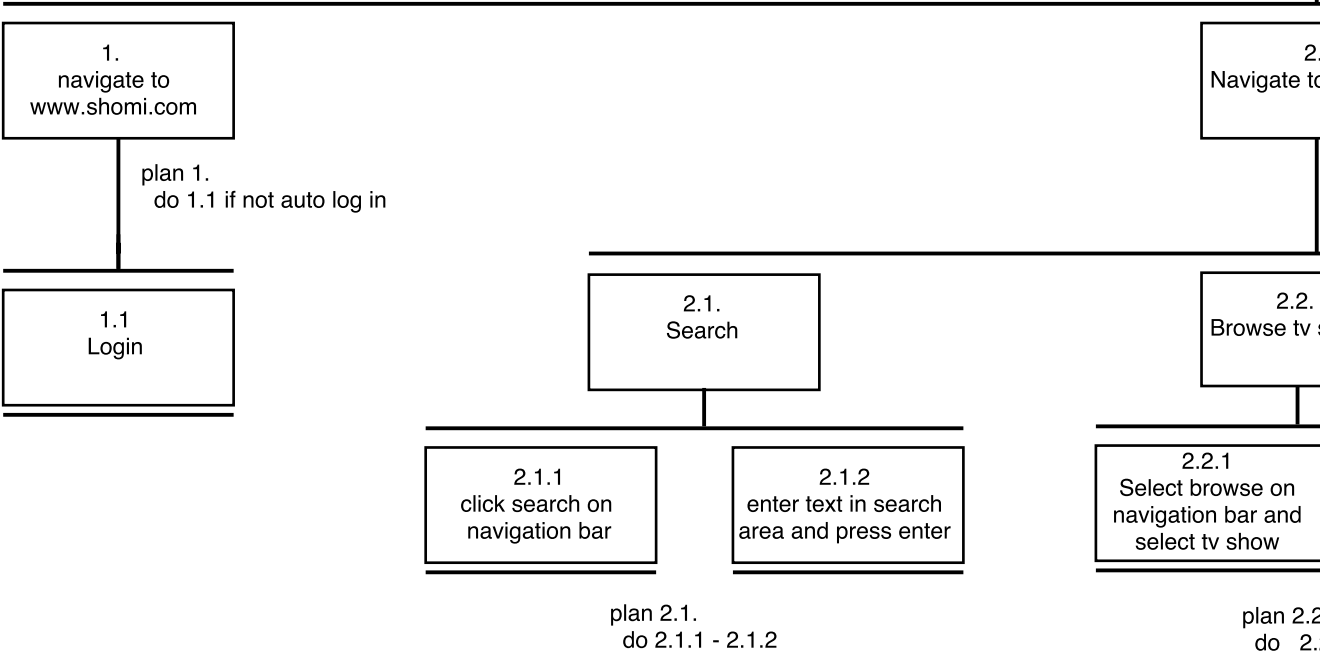 1.
navigate to
www.shomi.com
2.
Navigate to
plan 1.
do 1.1 if not auto log in
1.1
Login
2.1.
Search
2.2.
Browse tv
2.1.1
click search on
navigation bar
2.1.2
enter text in search
area and press enter
2.2.1
Select browse on
navigation bar and
select tv show
plan 2.1.
do 2.1.1 - 2.1.2
plan 2.2
do 2.